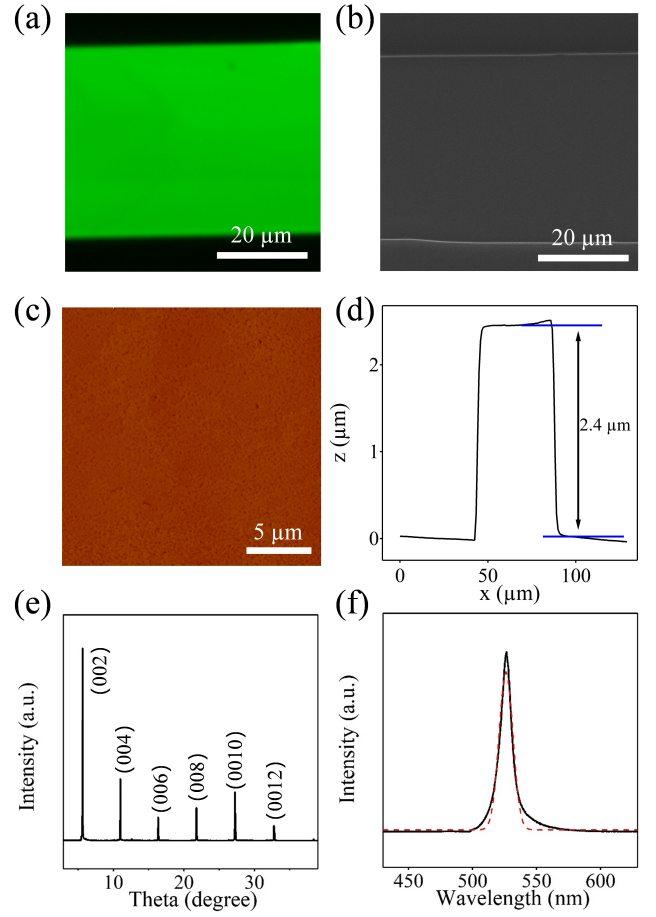 (a)
(b)
20 µm
20 µm
(c)
(d)
5 µm
z (µm)
2
1
0
2.4 µm
0
50
100
x (µm)
(e)
(f)
Intensity (a.u.)
(002)
(004)
(006)
(008)
(0010)
(0012)
10
20
30
Theta (degree)
Intensity (a.u.)
450
500
550
600
Wavelength (nm)